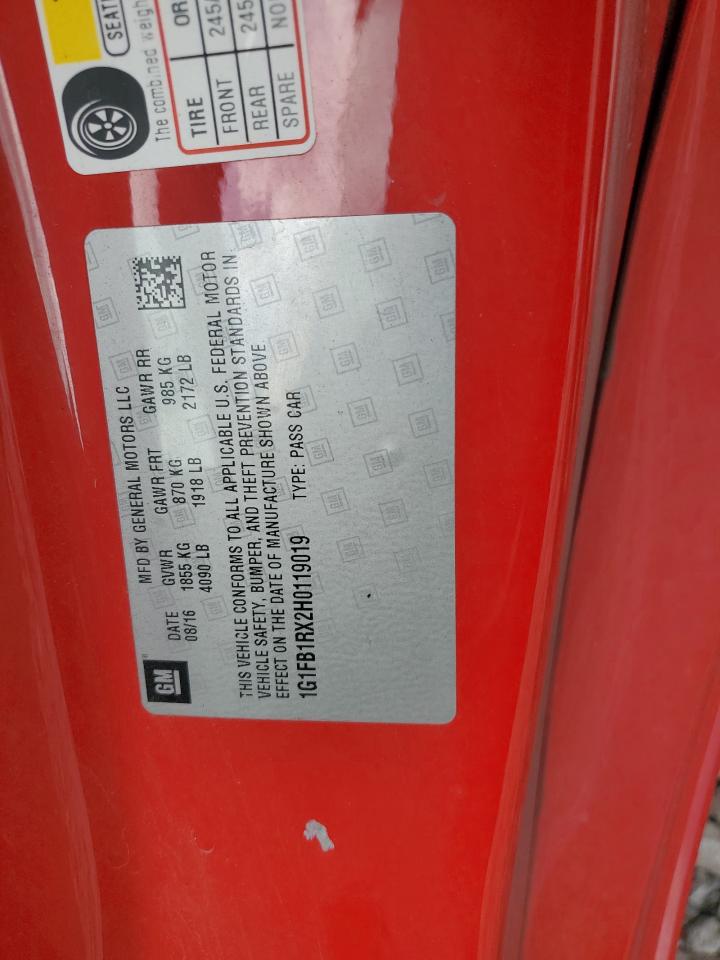 SEATI
The combined weigh
TIRE OR
FRONT 245/
REAR 245
SPARE NO
GM
MFD BY GENERAL MOTORS LLC
DATE GVWR GAWR FRT GAWR RR
08/16 1855 KG 870 KG 985 KG
4090 LB 1918 LB 2172 LB
THIS VEHICLE CONFORMS TO ALL APPLICABLE U.S. FEDERAL MOTOR
VEHICLE SAFETY, BUMPER, AND THEFT PREVENTION STANDARDS IN
EFFECT ON THE DATE OF MANUFACTURE SHOWN ABOVE.
1G1FB1RX2H0119019 TYPE: PASS CAR